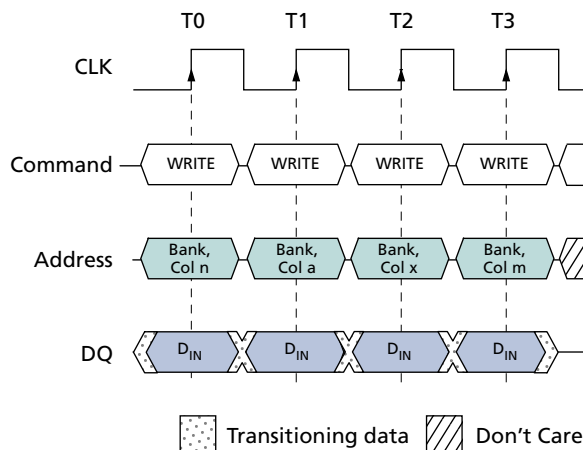 T0 T1 T2 T3
CLK
Command WRITE WRITE WRITE WRITE
Address Bank, Col n Bank, Col a Bank, Col x Bank, Col m
DQ DIN DIN DIN DIN
Transitioning data Don't Care